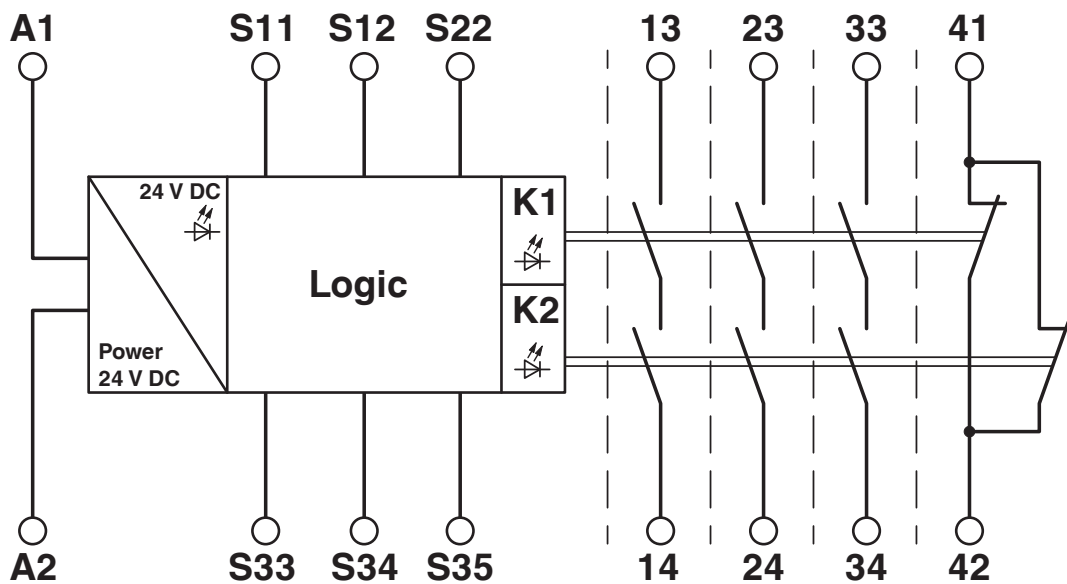 A1 S11 S12 S22 13 23 33 41
24 V DC
K1
Logic
K2
Power
24 V DC
A2 S33 S34 S35 14 24 34 42